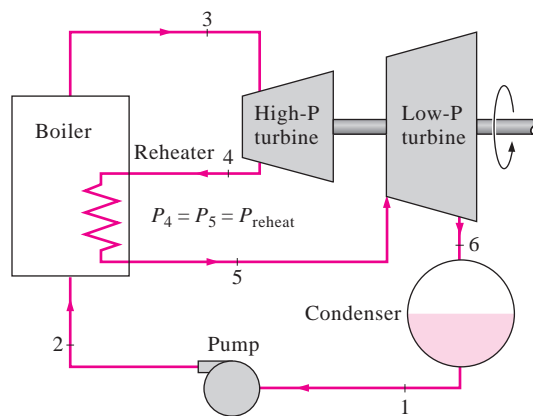 3
High-P
turbine
Low-P
turbine
Boiler
Reheater
4
P4 = P5 = Preheat
5
6
Condenser
Pump
2
1